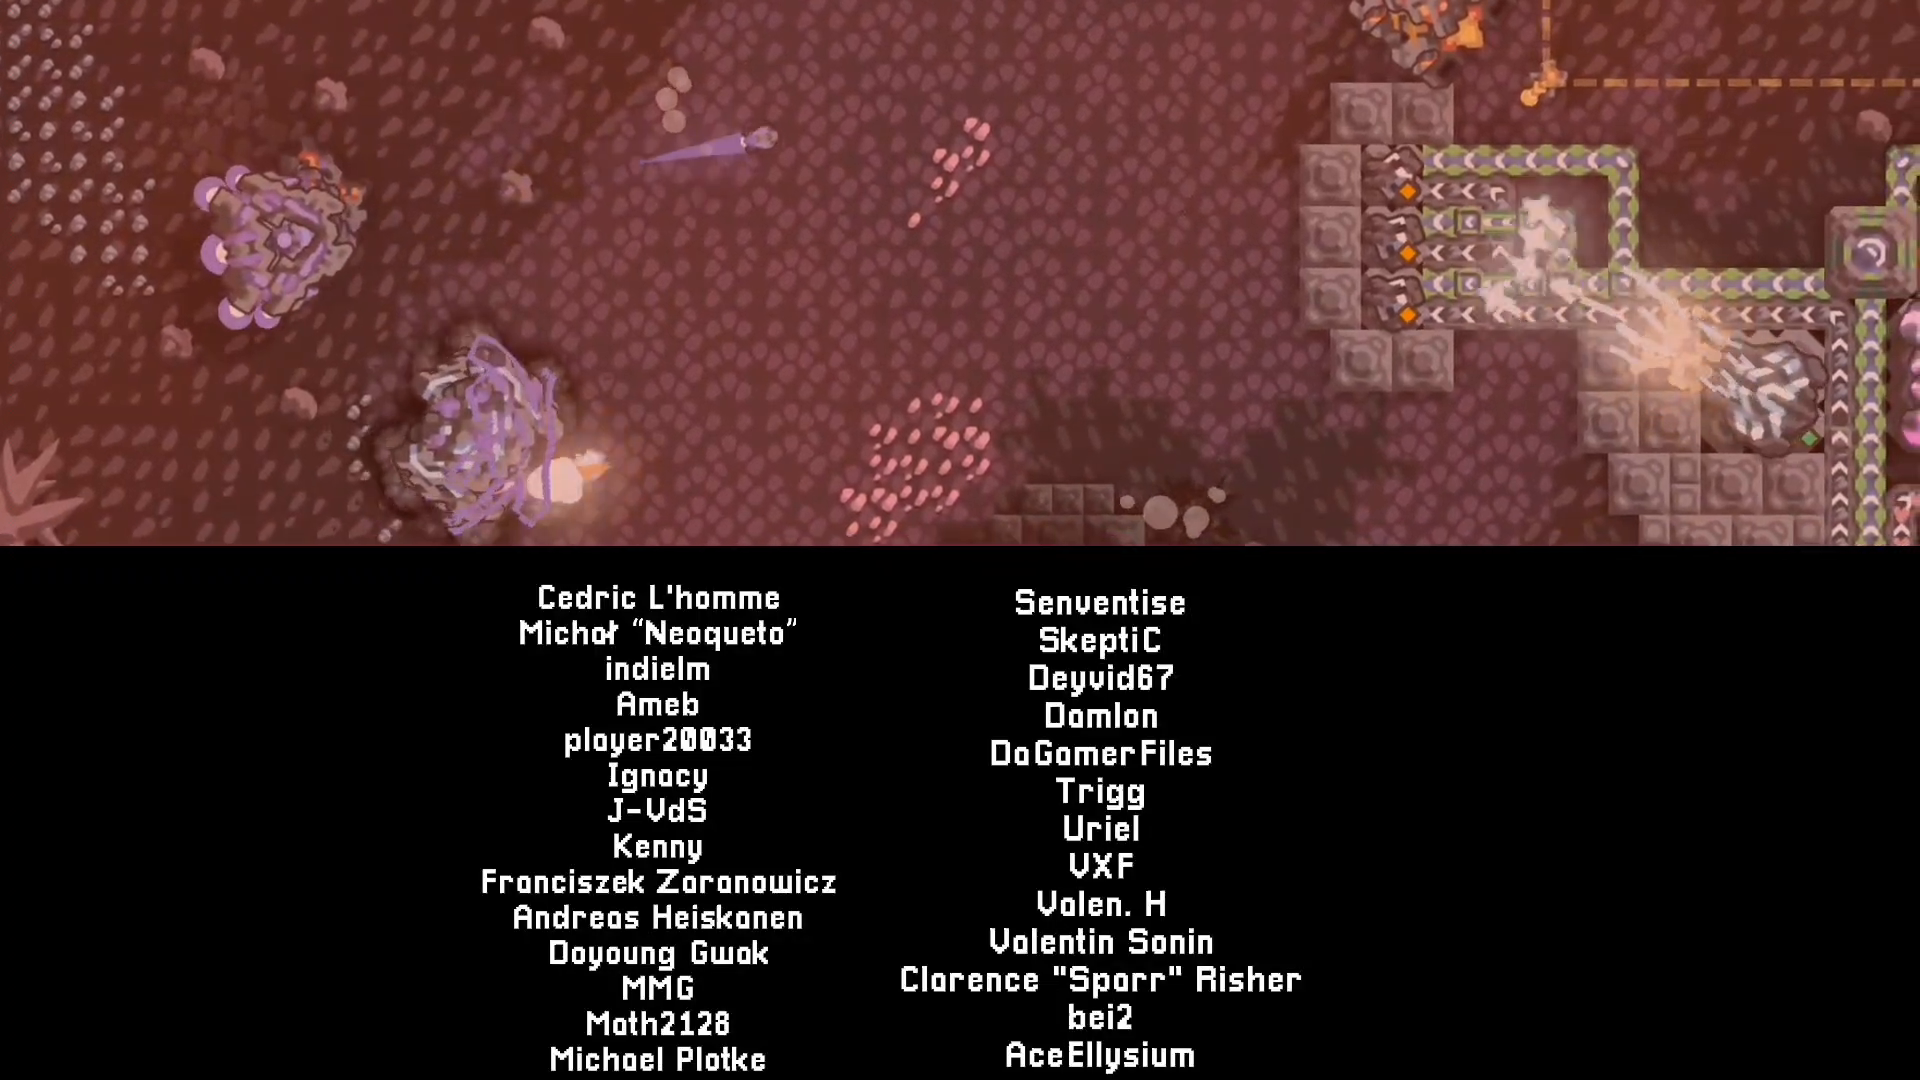 Cedric L'homme
Michał “Neoqueto”
indielm
Ameb
player20033
Ignacy
J-VdS
Kenny
Franciszek Zaranowicz
Andreas Heiskanen
Doyoung Gwak
MMG
Math2128
Michael Plotke
Senventise
SkeptiC
Deyvid67
Damlon
DaGamerFiles
Trigg
Uriel
VXF
Valen. H
Valentin Sonin
Clarence "Sparr" Risher
bei2
AceEllysium